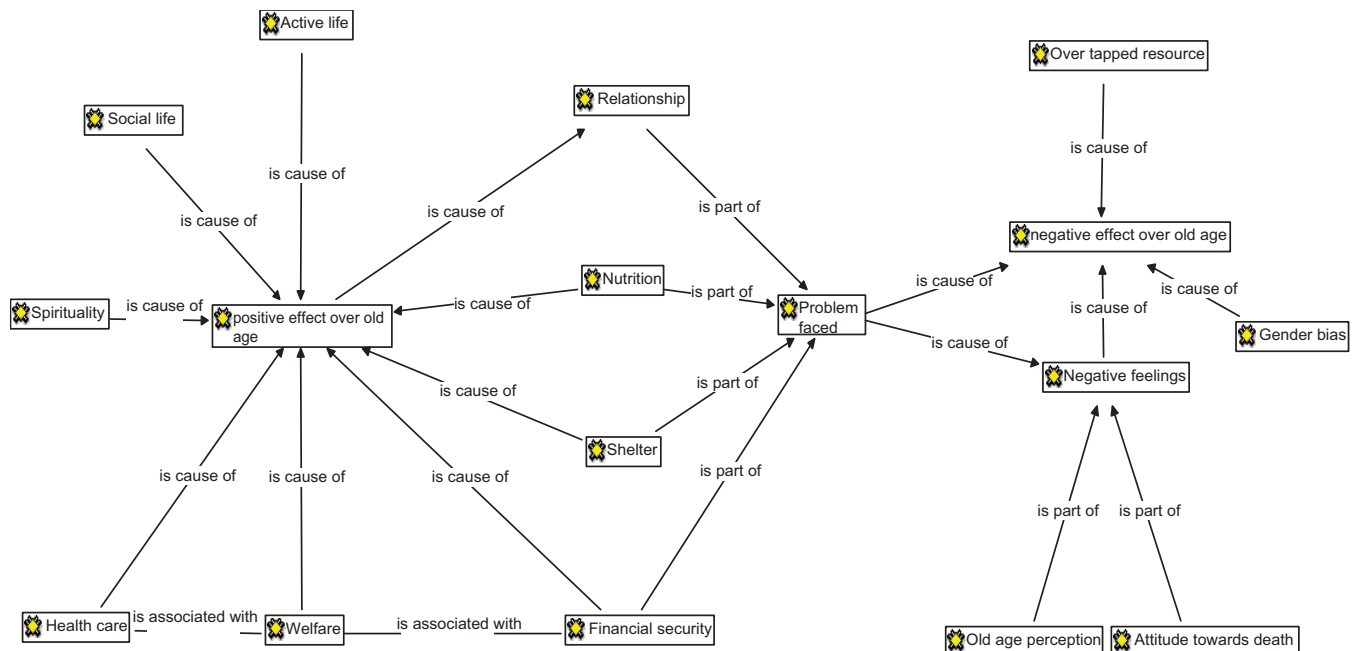 Active life
Over tapped resource
Relationship
Social life
is cause of
is cause of
is part of
is cause of
is cause of
negative effect over old age
Nutrition
is cause of
is part of
is cause of
is cause of
Spirituality
is cause of
positive effect over old
age
Problem
faced
is cause of
is cause of
Gender bias
is cause of
Negative feelings
is part of
is cause of
Shelter
is cause of
is cause of
is cause of
is part of
is part of
is part of
is associated with
is associated with
Health care
Welfare
Financial security
Old age perception
Attitude towards death